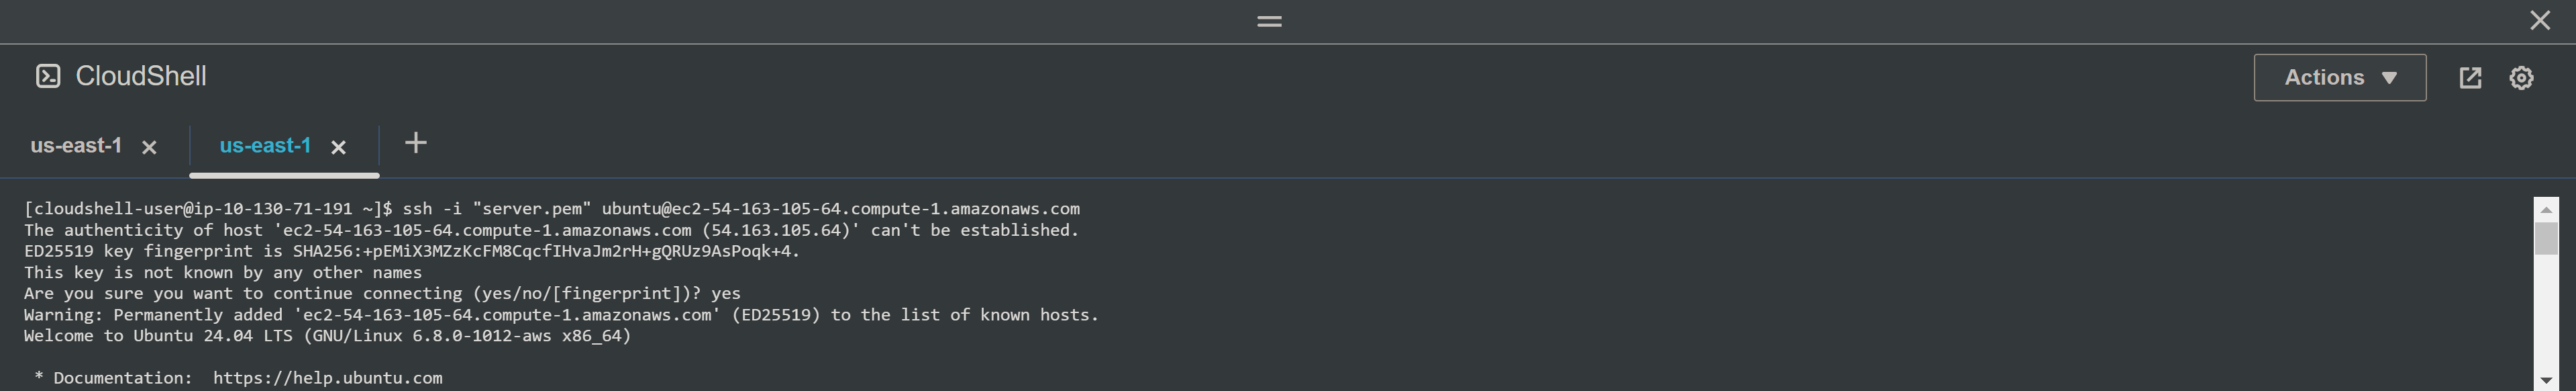 CloudShell
Actions
us-east-1
us-east-1
[cloudshell-user@ip-10-130-71-191 ~]$ ssh -i "server.pem" ubuntu@ec2-54-163-105-64.compute-1.amazonaws.com
The authenticity of host 'ec2-54-163-105-64.compute-1.amazonaws.com (54.163.105.64)' can't be established.
ED25519 key fingerprint is SHA256:+pEMiX3MZzKcFM8CqcfIHvaJm2rH+gQRUz9AsPoqk+4.
This key is not known by any other names
Are you sure you want to continue connecting (yes/no/[fingerprint])? yes
Warning: Permanently added 'ec2-54-163-105-64.compute-1.amazonaws.com' (ED25519) to the list of known hosts.
Welcome to Ubuntu 24.04 LTS (GNU/Linux 6.8.0-1012-aws x86_64)
* Documentation:  https://help.ubuntu.com